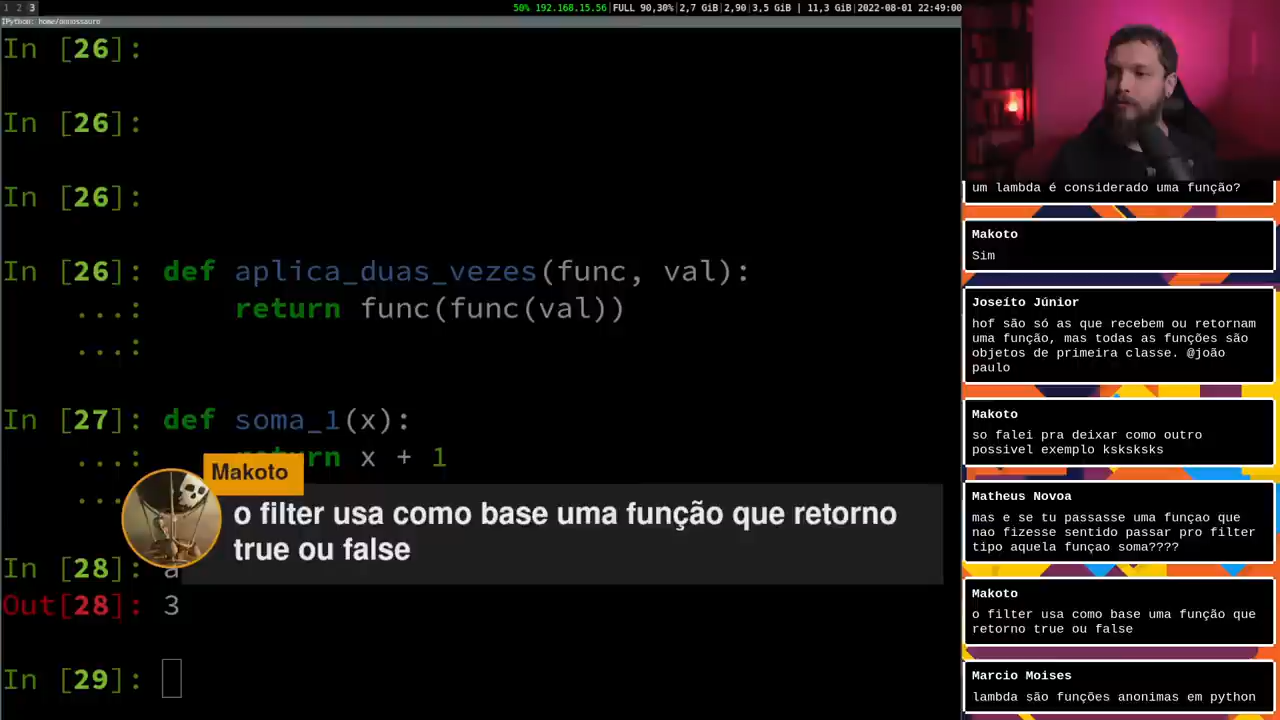 1 2 3
50% 192.168.15.56|FULL 90,30%|2,7 GiB|2,90|3,5 GiB | 11,3 GiB|2022-08-01 22:49:00
IPython: home/dunossauro
In [26]:
In [26]:
In [26]:
In [26]: def aplica_duas_vezes(func, val):
...: return func(func(val))
...:
In [27]: def soma_1(x):
...: return x + 1
...
Makoto
o filter usa como base uma função que retorno
true ou false
In [28]: a
Out[28]: 3
In [29]:
um lambda é considerado uma função?
Makoto
Sim
Joseíto Júnior
hof são só as que recebem ou retornam
uma função, mas todas as funções são
objetos de primeira classe. @joão
paulo
Makoto
so falei pra deixar como outro
possivel exemplo ksksksks
Matheus Novoa
mas e se tu passasse uma funçao que
nao fizesse sentido passar pro filter
tipo aquela funçao soma????
Makoto
o filter usa como base uma função que
retorno true ou false
Marcio Moises
lambda são funções anonimas em python